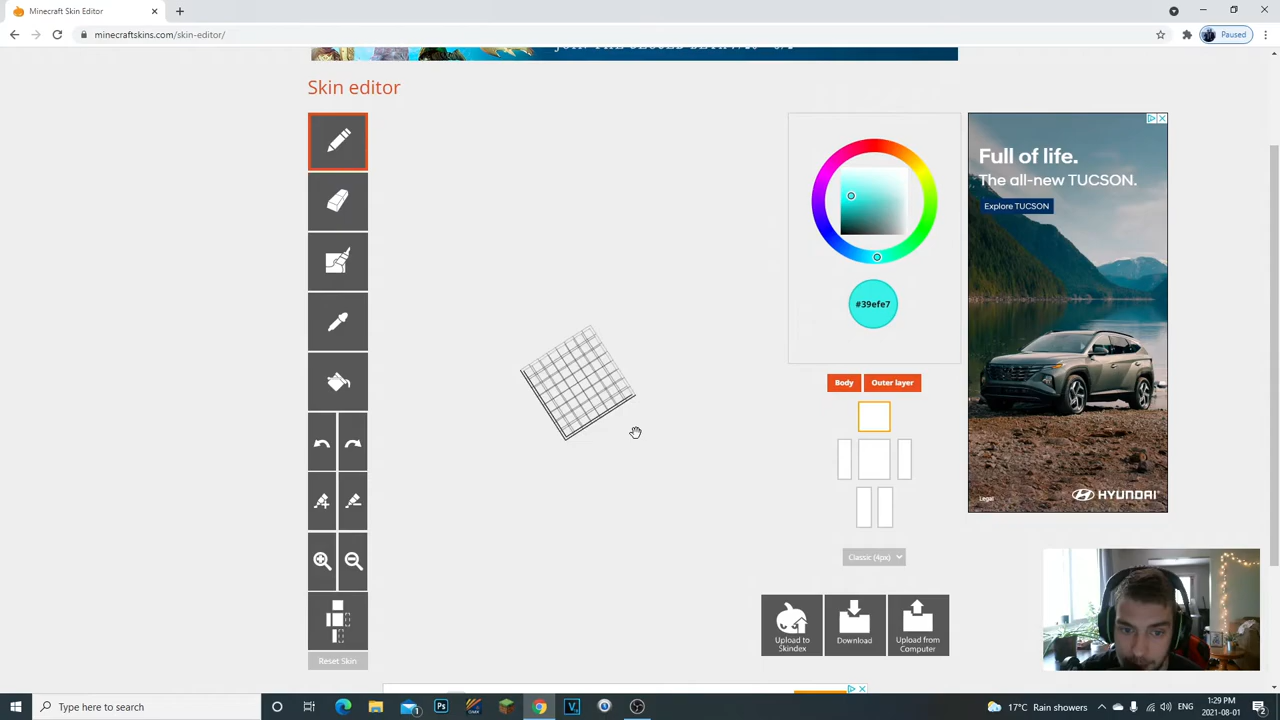 Minecraft Skin Editor
minecraftskins.com/skin-editor/
Paused
Skin editor
#39efe7
Body
Outer layer
Classic (4px)
Upload to
Skindex
Download
Upload from
Computer
Reset Skin
Full of life.
The all-new TUCSON.
Explore TUCSON
Legal
HYUNDAI
Type here to search
17°C Rain showers
ENG
1:29 PM
2021-08-01